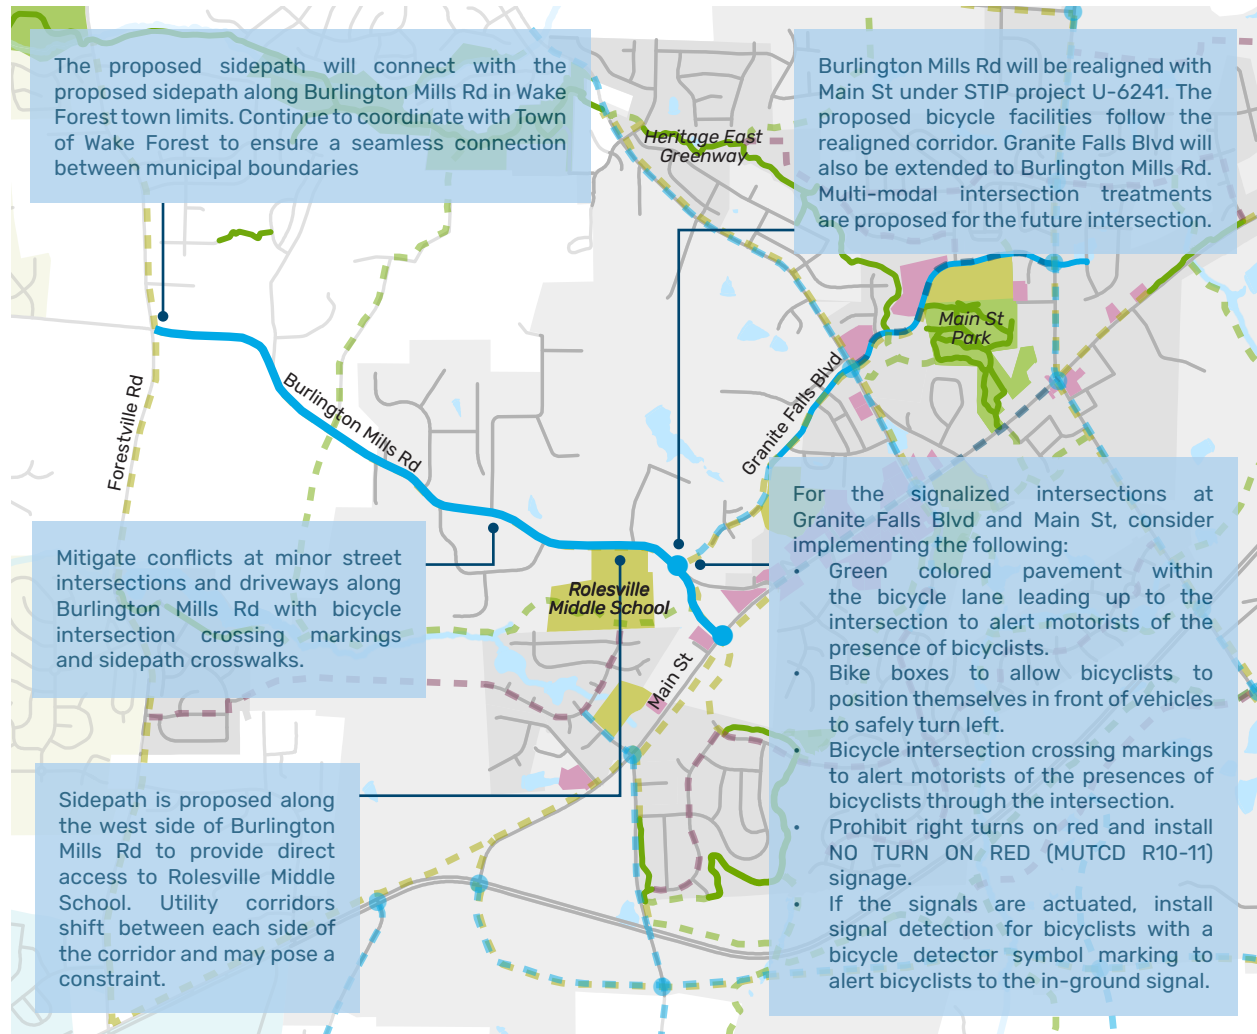 The proposed sidepath will connect with the
proposed sidepath along Burlington Mills Rd in Wake
Forest town limits. Continue to coordinate with Town
of Wake Forest to ensure a seamless connection
between municipal boundaries
Burlington Mills Rd will be realigned with
Main St under STIP project U-6241. The
proposed bicycle facilities follow the
realigned corridor. Granite Falls Blvd will
also be extended to Burlington Mills Rd.
Multi-modal intersection treatments
are proposed for the future intersection.
Heritage East
Greenway
Main St
Park
Forestville Rd
Burlington Mills Rd
Granite Falls Blvd
Mitigate conflicts at minor street
intersections and driveways along
Burlington Mills Rd with bicycle
intersection crossing markings
and sidepath crosswalks.
Rolesville
Middle School
Main St
For the signalized intersections at
Granite Falls Blvd and Main St, consider
implementing the following:
• Green colored pavement within
the bicycle lane leading up to the
intersection to alert motorists of the
presence of bicyclists.
• Bike boxes to allow bicyclists to
position themselves in front of vehicles
to safely turn left.
• Bicycle intersection crossing markings
to alert motorists of the presences of
bicyclists through the intersection.
• Prohibit right turns on red and install
NO TURN ON RED (MUTCD R10-11)
signage.
• If the signals are actuated, install
signal detection for bicyclists with a
bicycle detector symbol marking to
alert bicyclists to the in-ground signal.
Sidepath is proposed along
the west side of Burlington
Mills Rd to provide direct
access to Rolesville Middle
School. Utility corridors
shift between each side of
the corridor and may pose a
constraint.